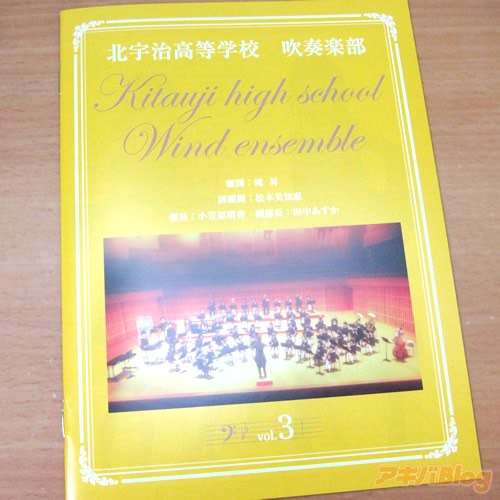 北宇治高等学校　吹奏楽部
Kitauji high school
Wind ensemble
顧問：滝 昇
副顧問：松本美知恵
部長：小笠原晴香　副部長：田中あすか
vol.3
アキバBlog